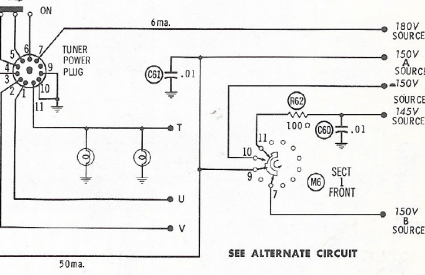 ON
6ma.
180V
SOURCE
5
6
7
TUNER
POWER
PLUG
4
3
9
2
1
10
11
C61
.01
150V
A
SOURCE
150V
SOURCE
R62
100Ω
145V
SOURCE
C60
.01
T
11
10
9
7
M6
SECT
1
FRONT
U
V
150V
B
SOURCE
50ma.
SEE ALTERNATE CIRCUIT